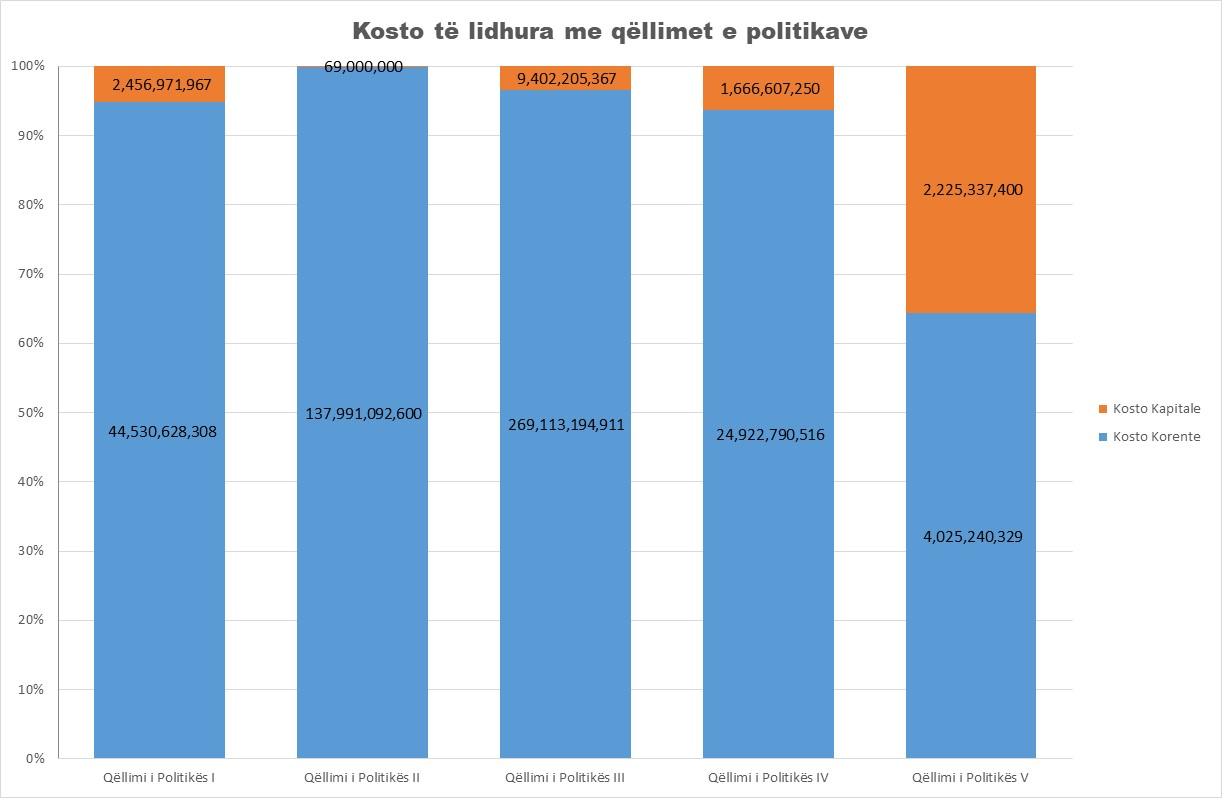 Kosto të lidhura me qëllimet e politikave
100%
90%
80%
70%
60%
50%
40%
30%
20%
10%
0%
2,456,971,967
69,000,000
9,402,205,367
1,666,607,250
2,225,337,400
44,530,628,308
137,991,092,600
269,113,194,911
24,922,790,516
4,025,240,329
Qëllimi i Politikës I
Qëllimi i Politikës II
Qëllimi i Politikës III
Qëllimi i Politikës IV
Qëllimi i Politikës V
Kosto Kapitale
Kosto Korente